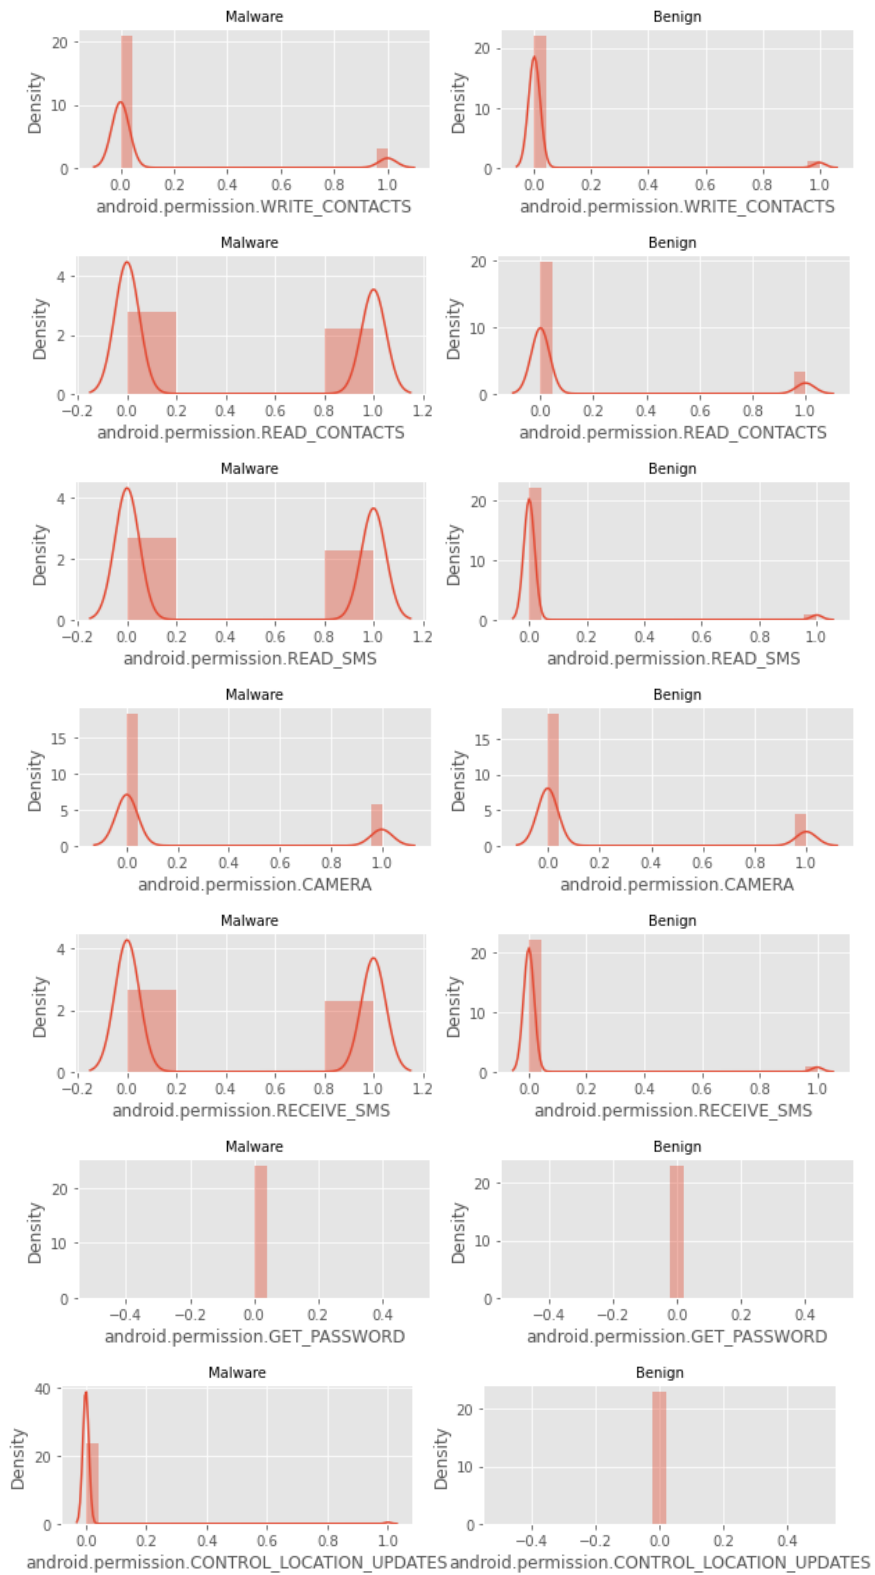 Malware Benign
Density 20 10 0 Density 20 10 0
0.0 0.2 0.4 0.6 0.8 1.0 0.0 0.2 0.4 0.6 0.8 1.0
android.permission.WRITE_CONTACTS android.permission.WRITE_CONTACTS
Malware Benign
Density 4 2 0 Density 20 10 0
−0.2 0.0 0.2 0.4 0.6 0.8 1.0 1.2 0.0 0.2 0.4 0.6 0.8 1.0
android.permission.READ_CONTACTS android.permission.READ_CONTACTS
Malware Benign
Density 4 2 0 Density 20 10 0
−0.2 0.0 0.2 0.4 0.6 0.8 1.0 1.2 0.0 0.2 0.4 0.6 0.8 1.0
android.permission.READ_SMS android.permission.READ_SMS
Malware Benign
Density 15 10 5 0 Density 15 10 5 0
0.0 0.2 0.4 0.6 0.8 1.0 0.0 0.2 0.4 0.6 0.8 1.0
android.permission.CAMERA android.permission.CAMERA
Malware Benign
Density 4 2 0 Density 20 10 0
−0.2 0.0 0.2 0.4 0.6 0.8 1.0 1.2 0.0 0.2 0.4 0.6 0.8 1.0
android.permission.RECEIVE_SMS android.permission.RECEIVE_SMS
Malware Benign
Density 20 10 0 Density 20 10 0
−0.4 −0.2 0.0 0.2 0.4 −0.4 −0.2 0.0 0.2 0.4
android.permission.GET_PASSWORD android.permission.GET_PASSWORD
Malware Benign
Density 40 20 0 Density 20 10 0
0.0 0.2 0.4 0.6 0.8 1.0 −0.4 −0.2 0.0 0.2 0.4
android.permission.CONTROL_LOCATION_UPDATES android.permission.CONTROL_LOCATION_UPDATES